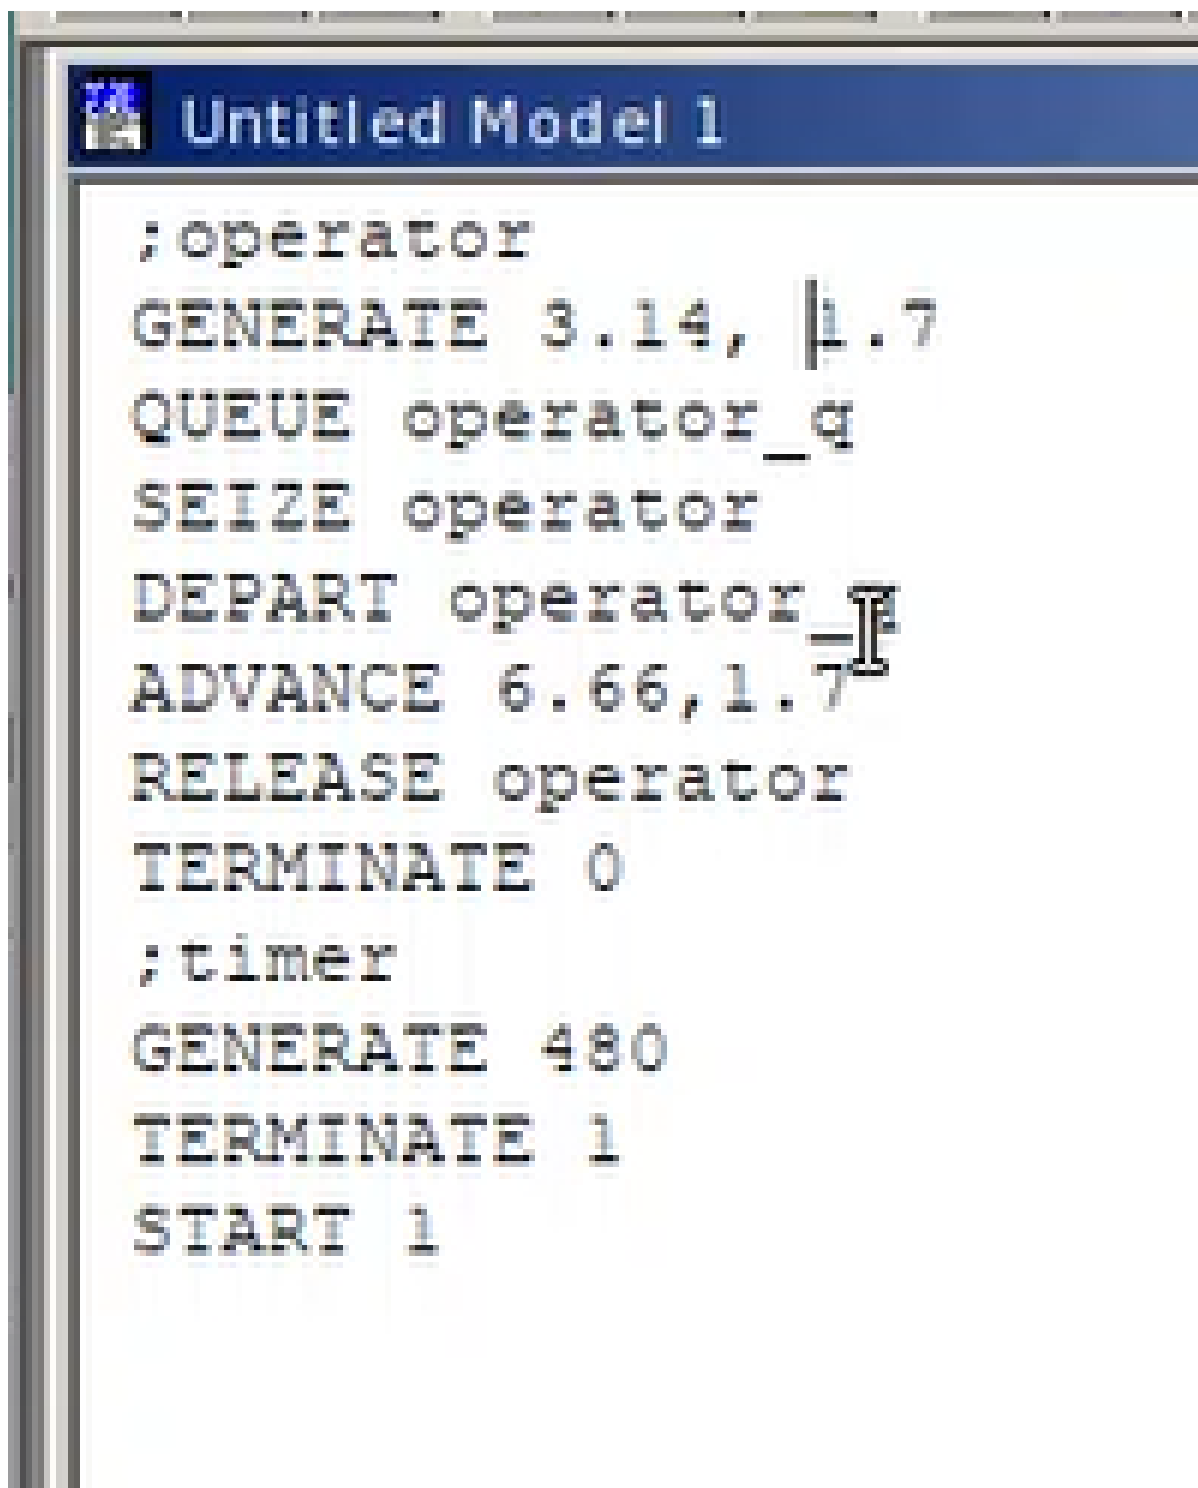 Untitled Model 1
;operator
GENERATE 3.14, 1.7
QUEUE operator_q
SEIZE operator
DEPART operator_q
ADVANCE 6.66,1.7
RELEASE operator
TERMINATE 0
;timer
GENERATE 480
TERMINATE 1
START 1